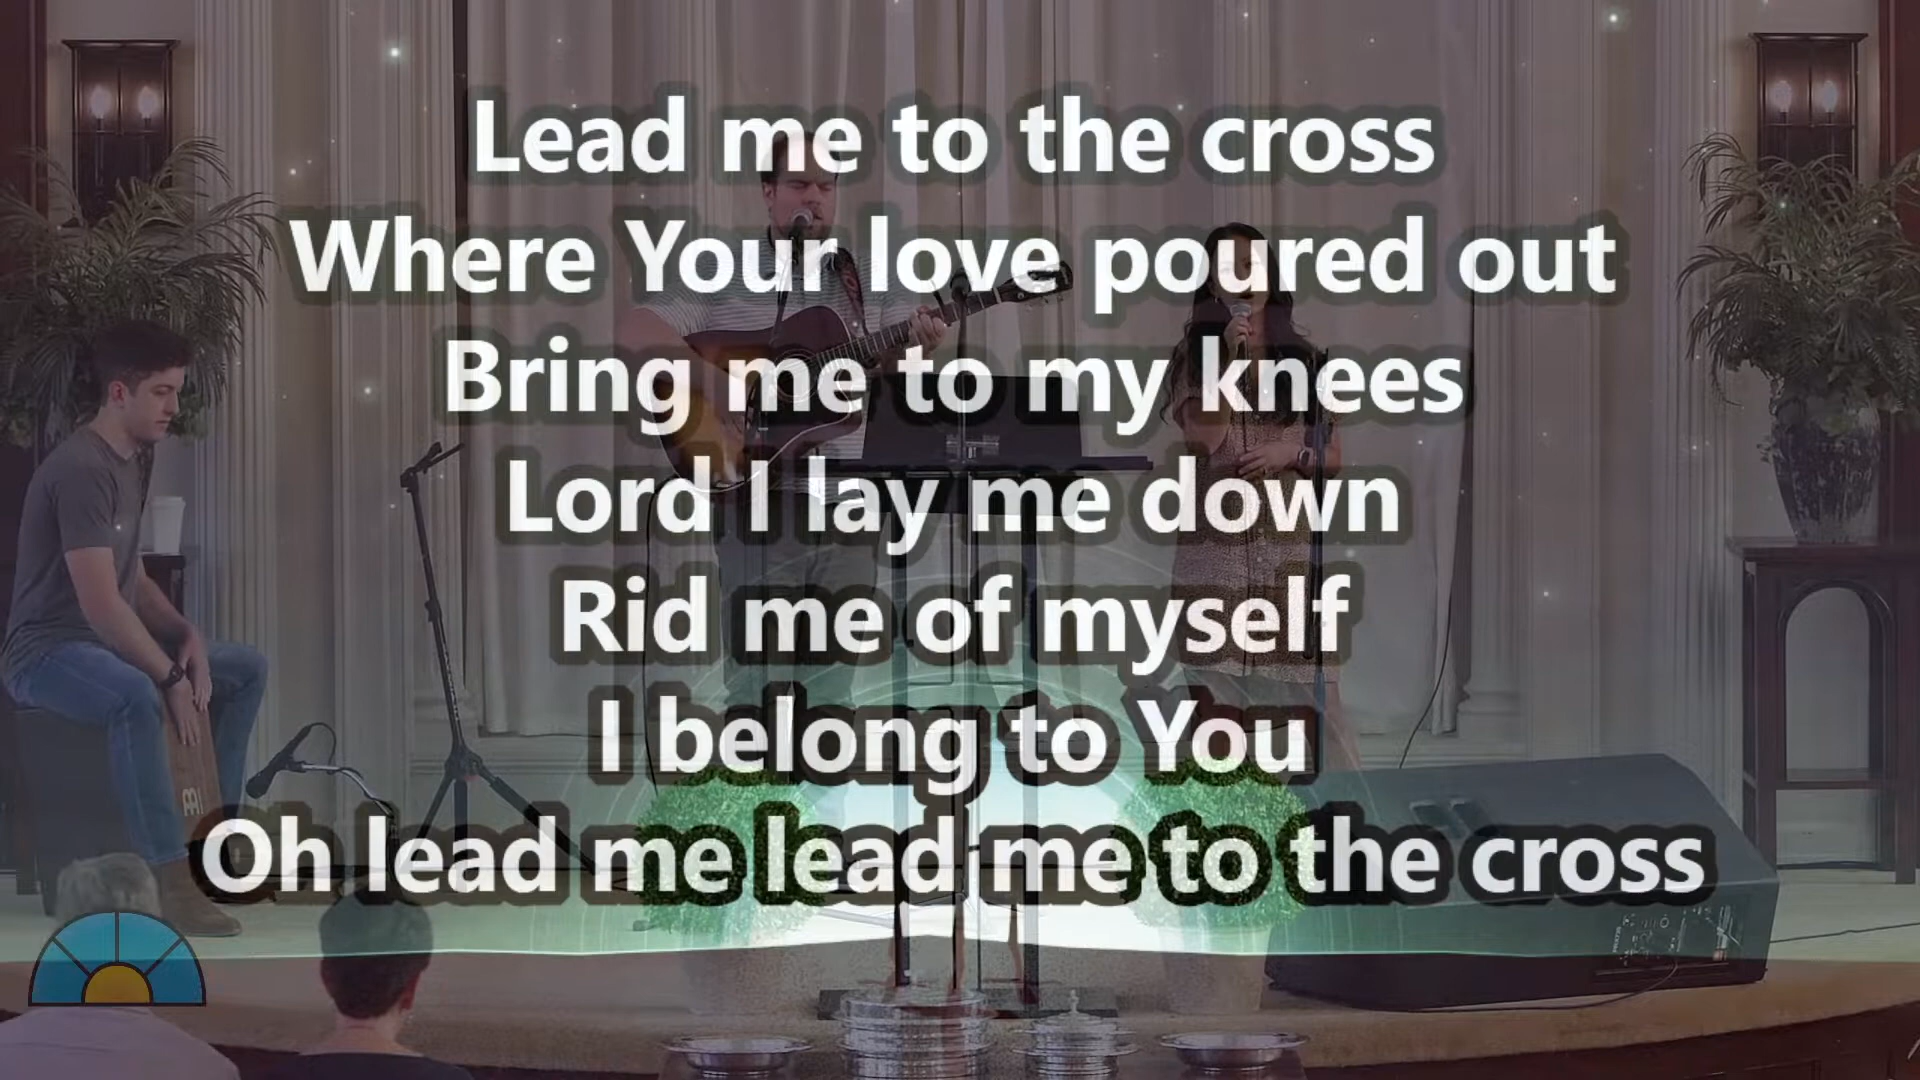 Lead me to the cross
Where Your love poured out
Bring me to my knees
Lord I lay me down
Rid me of myself
I belong to You
Oh lead me lead me to the cross